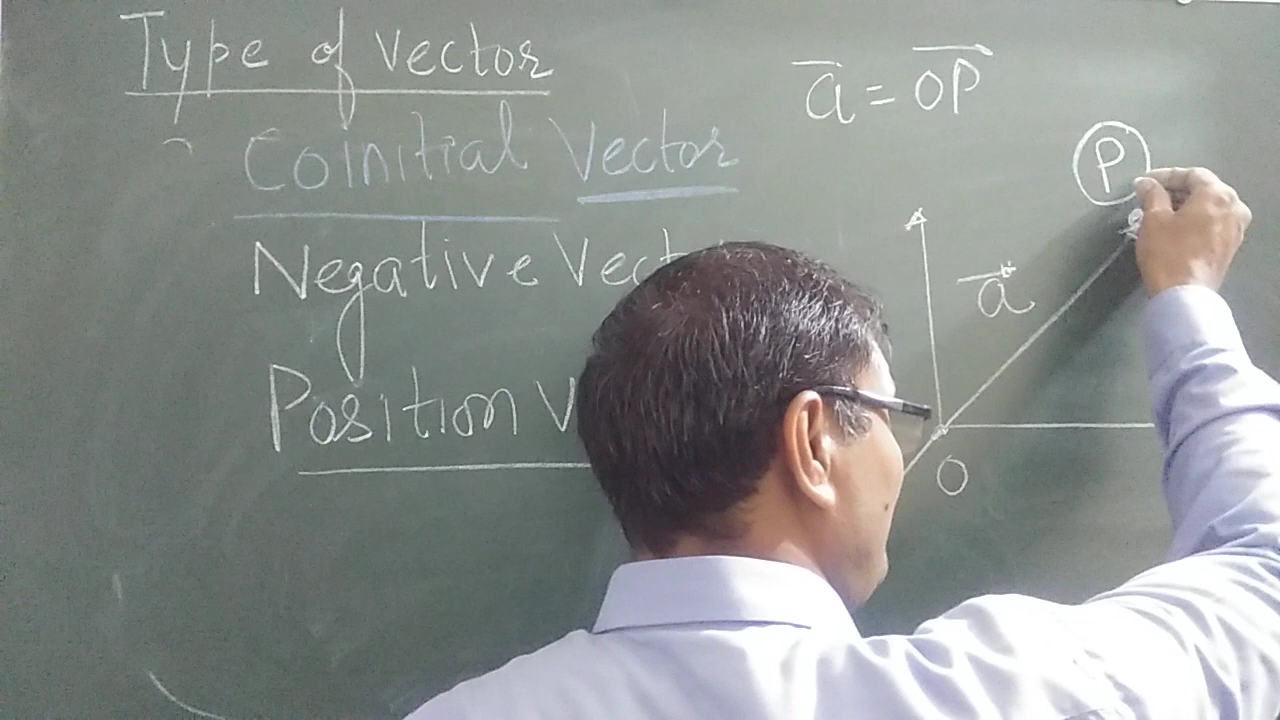 Type of vector
Coinitial Vector
Negative Vect
Position V
a = OP
P
a
O